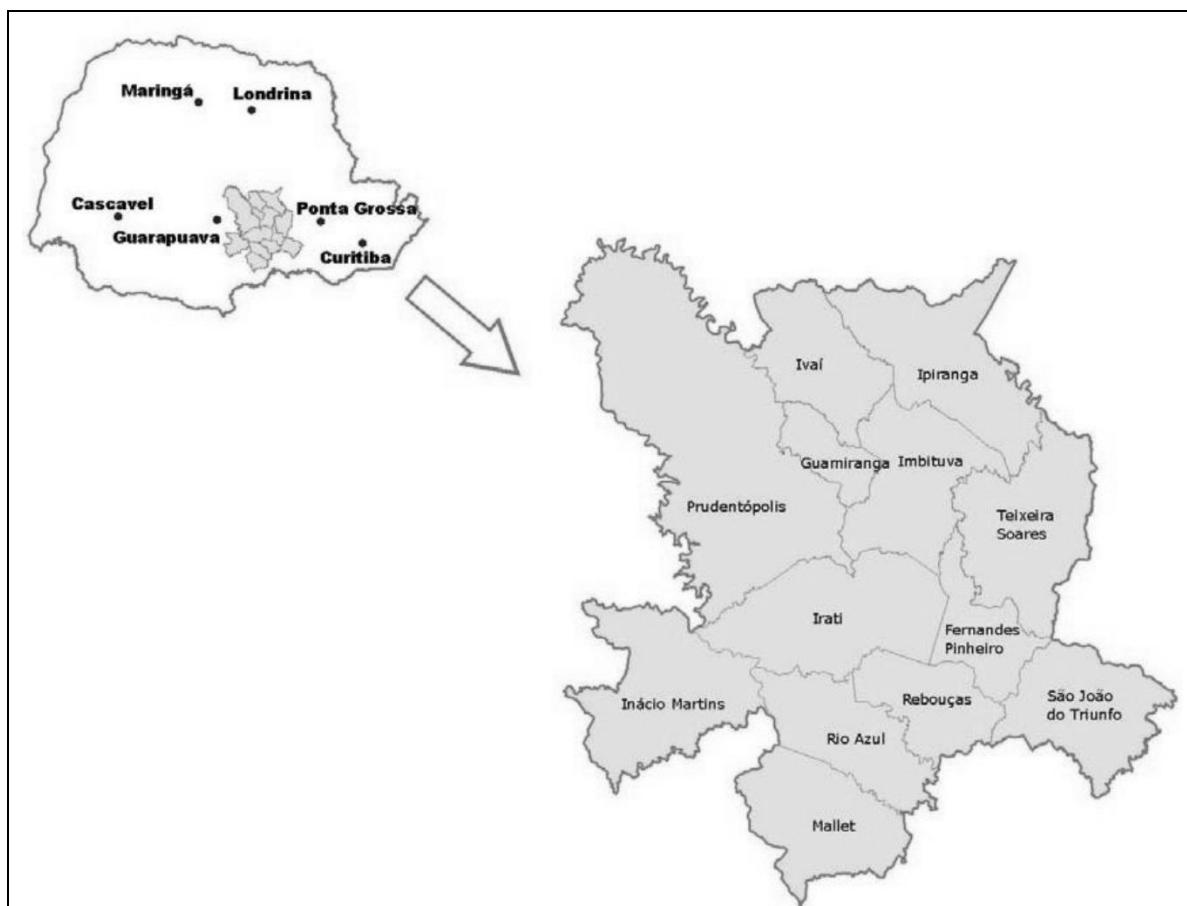 Maringá
Londrina
Cascavel
Guarapuava
Ponta Grossa
Curitiba
Ivaí
Ipiranga
Guamiranga
Imbituva
Prudentópolis
Teixeira
Soares
Irati
Fernandes
Pinheiro
Inácio Martins
Rebouças
São João
do Triunfo
Rio Azul
Mallet